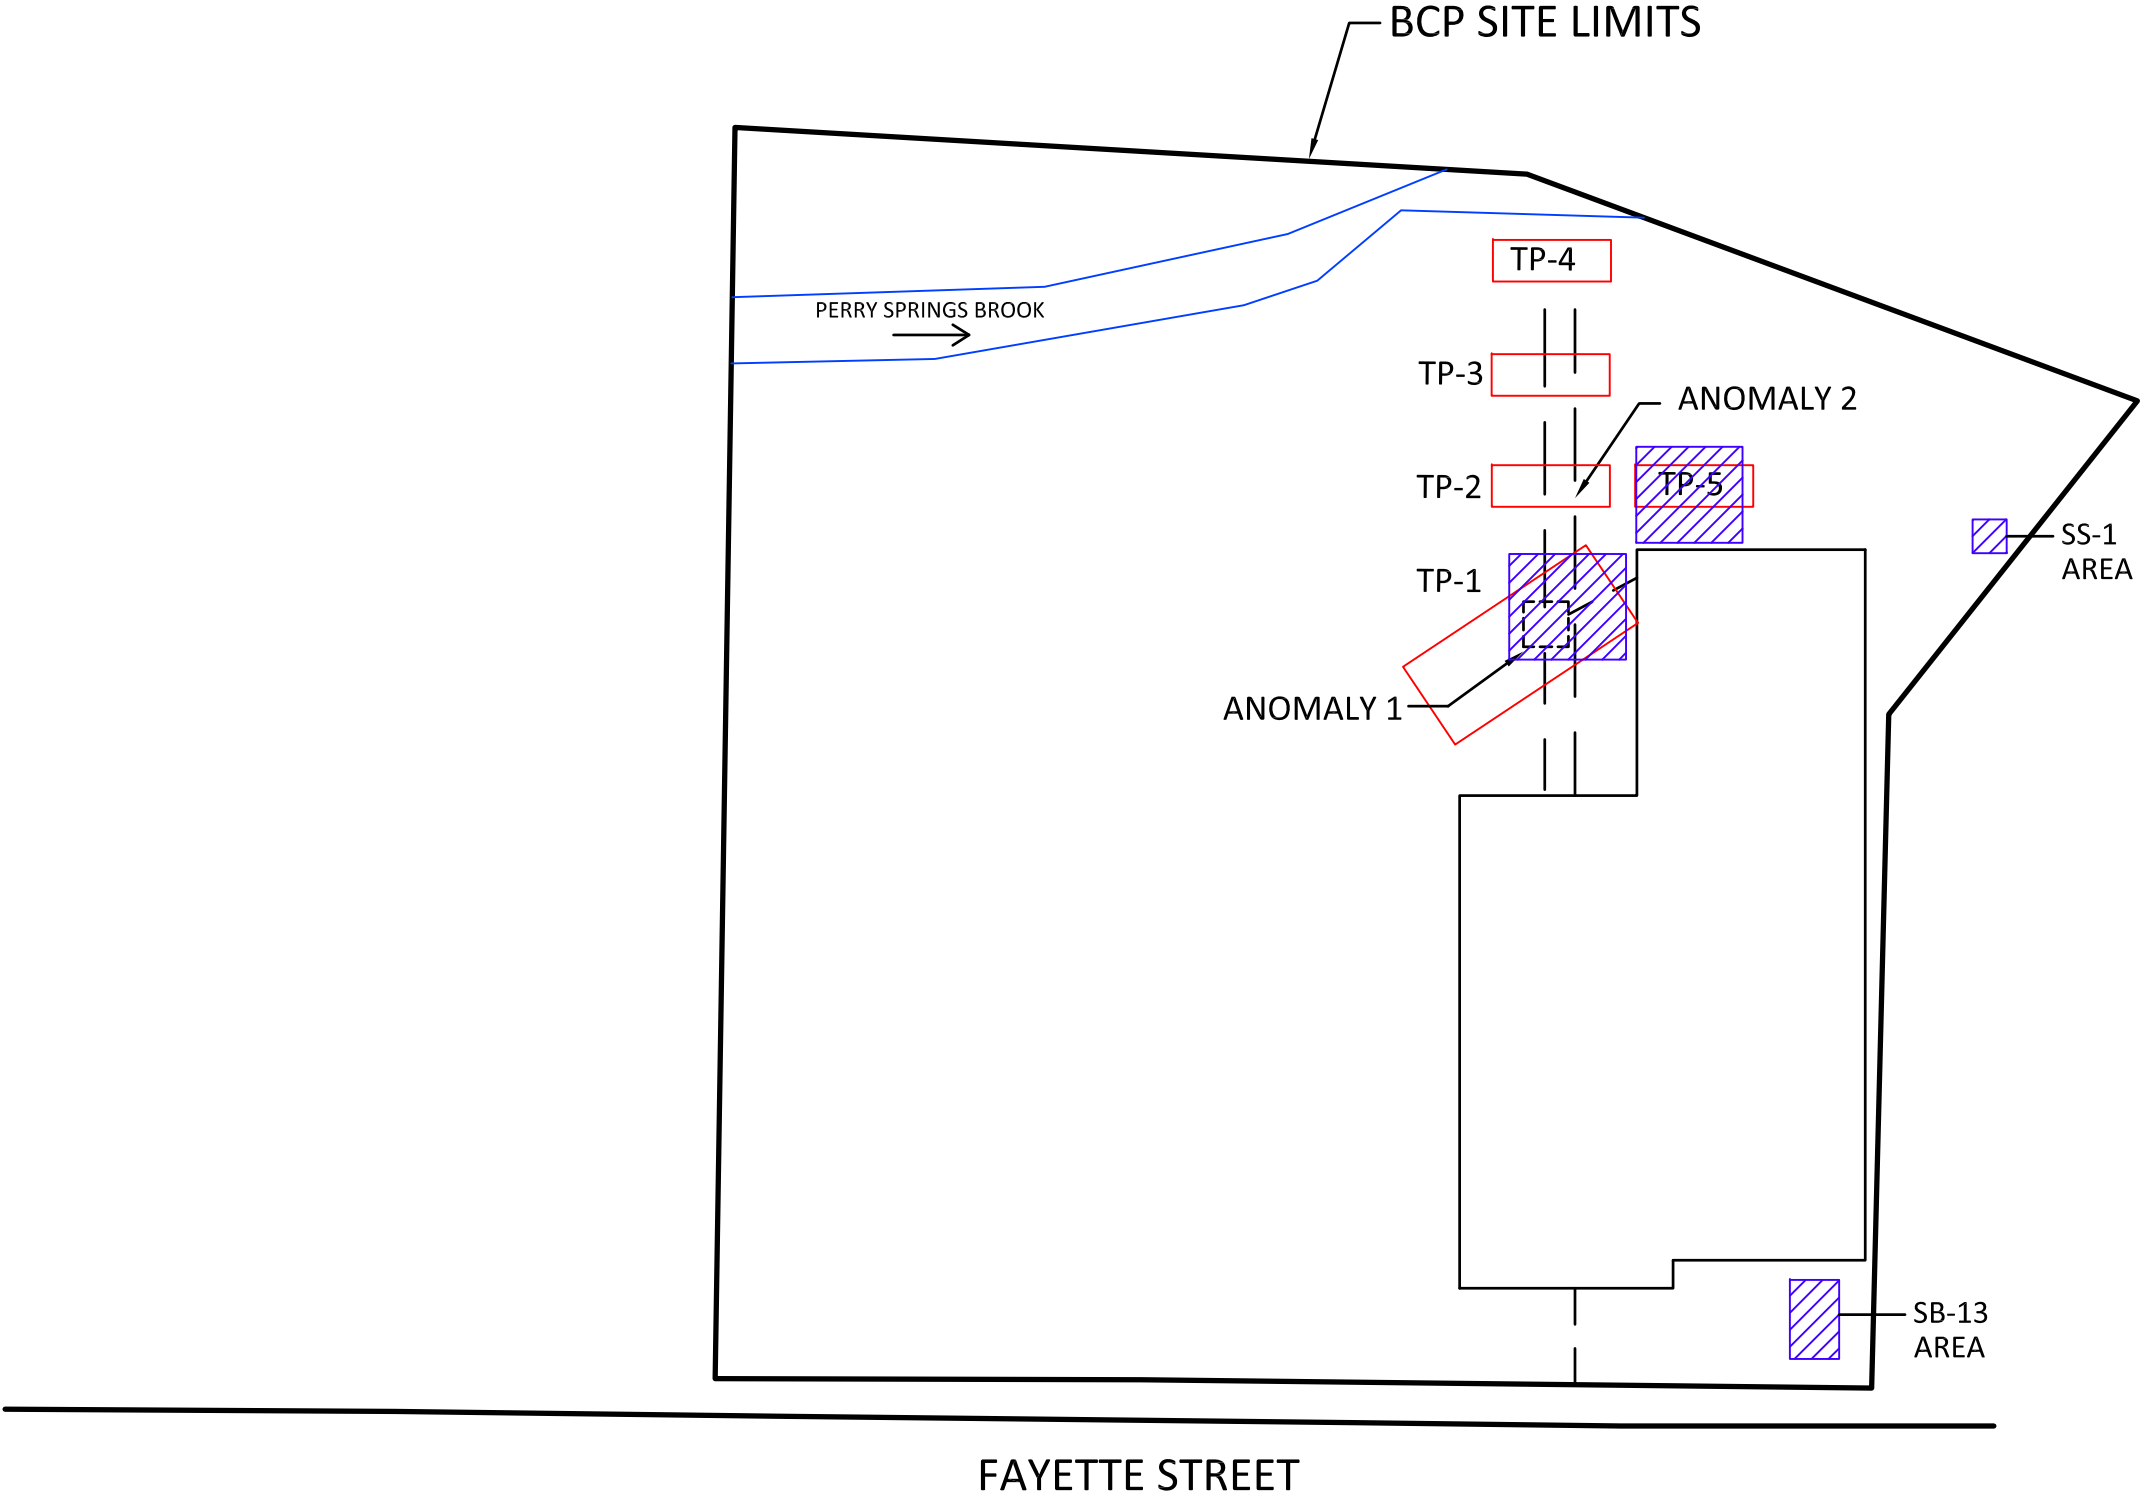 BCP SITE LIMITS
TP-4
PERRY SPRINGS BROOK
TP-3
ANOMALY 2
TP-2
TP-5
SS-1
AREA
TP-1
ANOMALY 1
SB-13
AREA
FAYETTE STREET